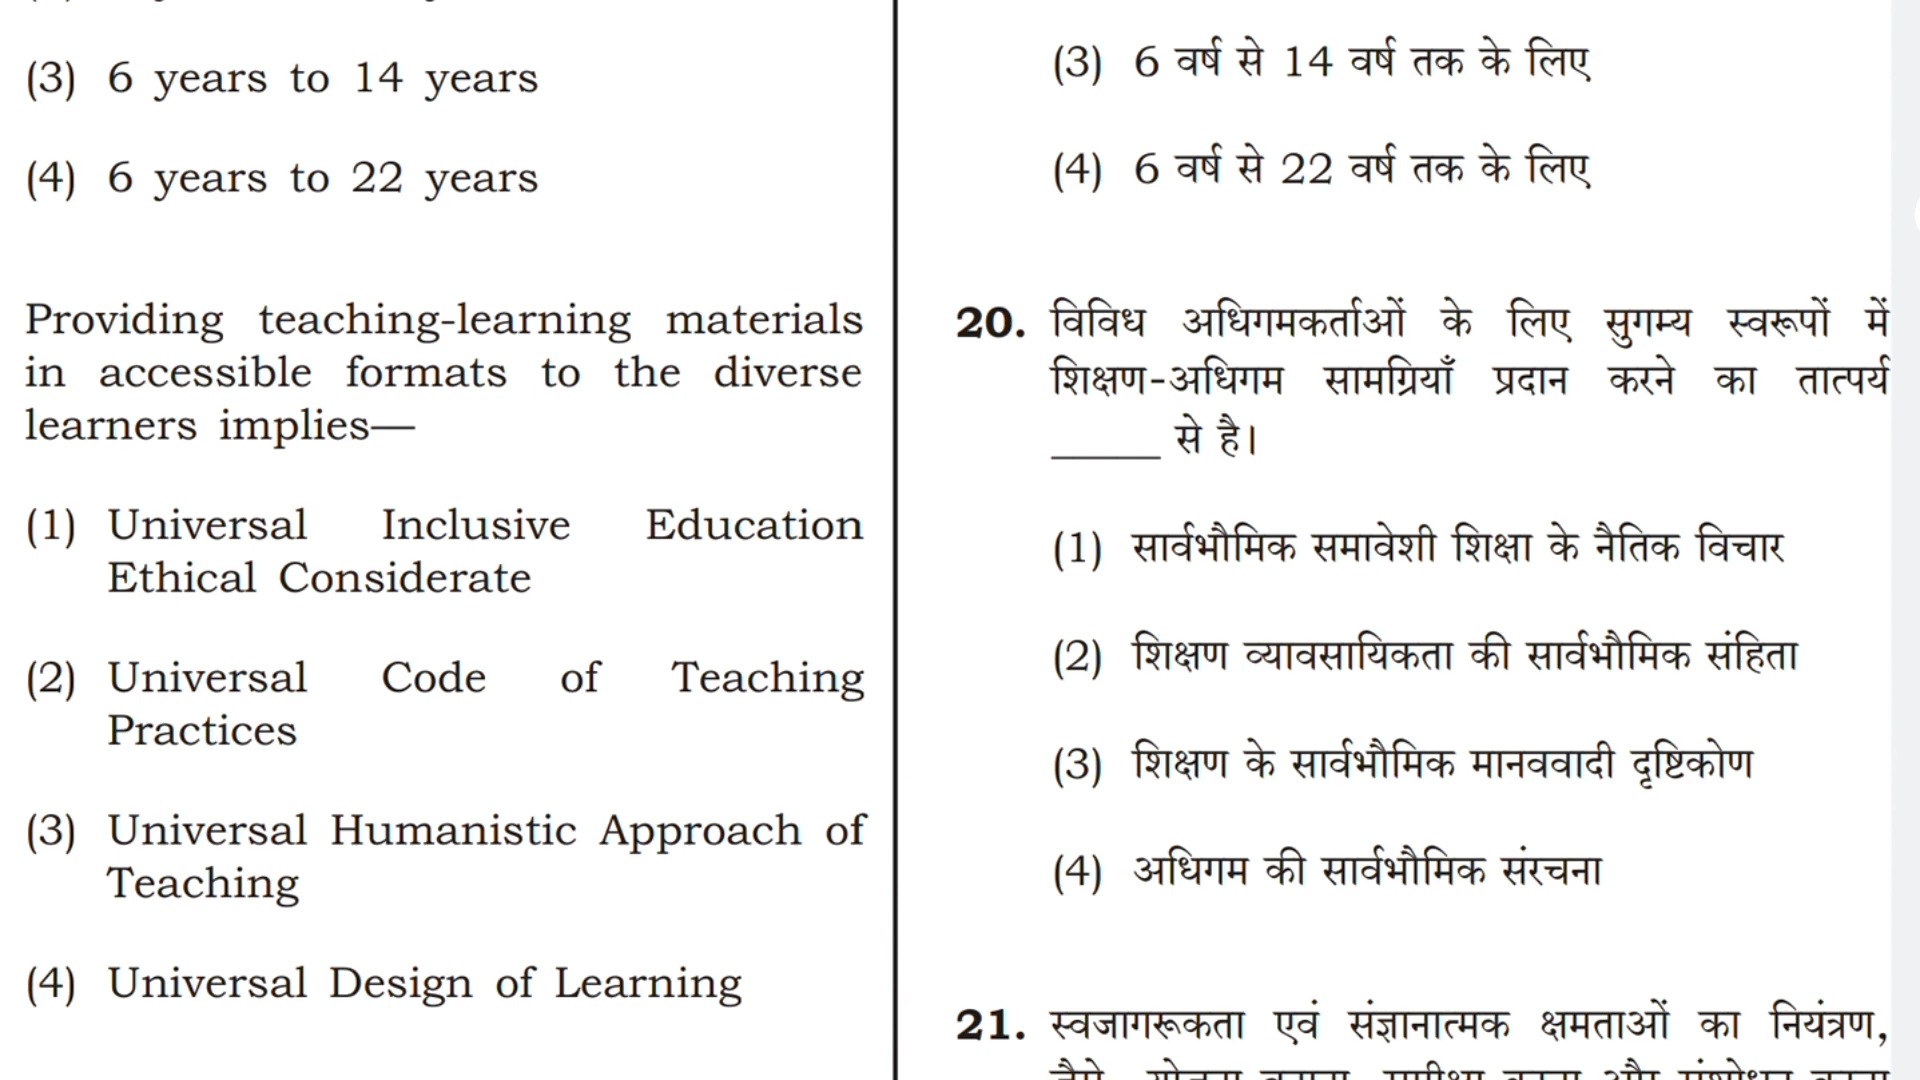 (3) 6 years to 14 years
(4) 6 years to 22 years
Providing teaching-learning materials
in accessible formats to the diverse
learners implies—
(1) Universal Inclusive Education
Ethical Considerate
(2) Universal Code of Teaching
Practices
(3) Universal Humanistic Approach of
Teaching
(4) Universal Design of Learning
(3) 6 वर्ष से 14 वर्ष तक के लिए
(4) 6 वर्ष से 22 वर्ष तक के लिए
20. विविध अधिगमकर्ताओं के लिए सुगम्य स्वरूपों में
शिक्षण-अधिगम सामग्रियाँ प्रदान करने का तात्पर्य
_____ से है।
(1) सार्वभौमिक समावेशी शिक्षा के नैतिक विचार
(2) शिक्षण व्यावसायिकता की सार्वभौमिक संहिता
(3) शिक्षण के सार्वभौमिक मानववादी दृष्टिकोण
(4) अधिगम की सार्वभौमिक संरचना
21. स्वजागरूकता एवं संज्ञानात्मक क्षमताओं का नियंत्रण,